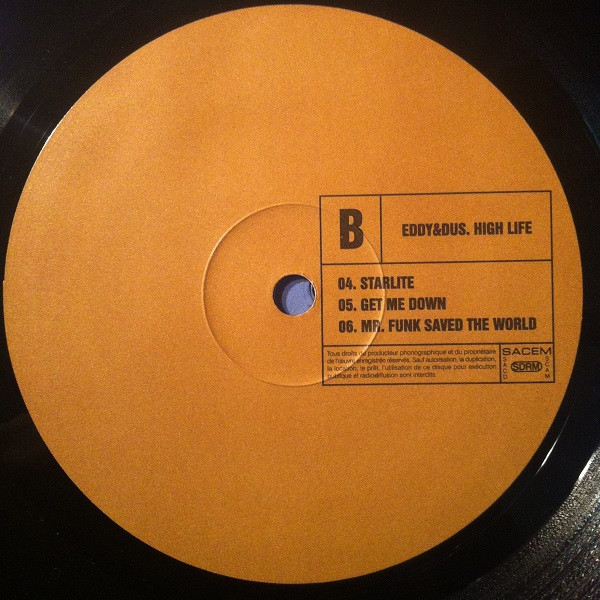 B
EDDY&DUS. HIGH LIFE
04. STARLITE
05. GET ME DOWN
06. MR. FUNK SAVED THE WORLD
Tous droits du producteur phonographique et du propriétaire
de l'œuvre enregistrée réservés. Sauf autorisation, la duplication,
la location, le prêt, l'utilisation de ce disque pour exécution
publique et radiodiffusion sont interdits.
SACEM
SACD
SDRM
SCAM